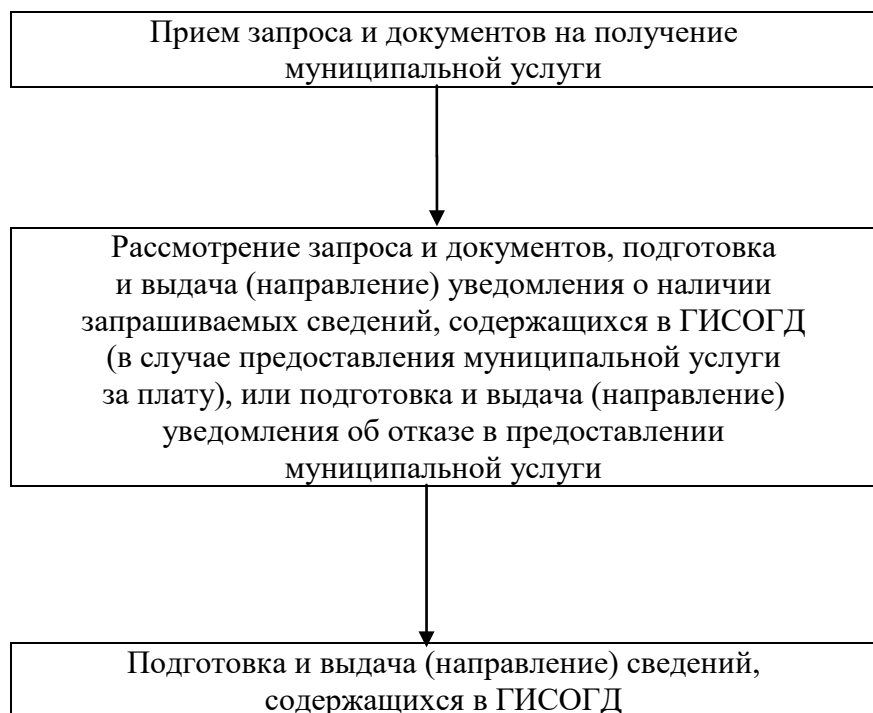 Прием запроса и документов на получение
муниципальной услуги
Рассмотрение запроса и документов, подготовка
и выдача (направление) уведомления о наличии
запрашиваемых сведений, содержащихся в ГИСОГД
(в случае предоставления муниципальной услуги
за плату), или подготовка и выдача (направление)
уведомления об отказе в предоставлении
муниципальной услуги
Подготовка и выдача (направление) сведений,
содержащихся в ГИСОГД